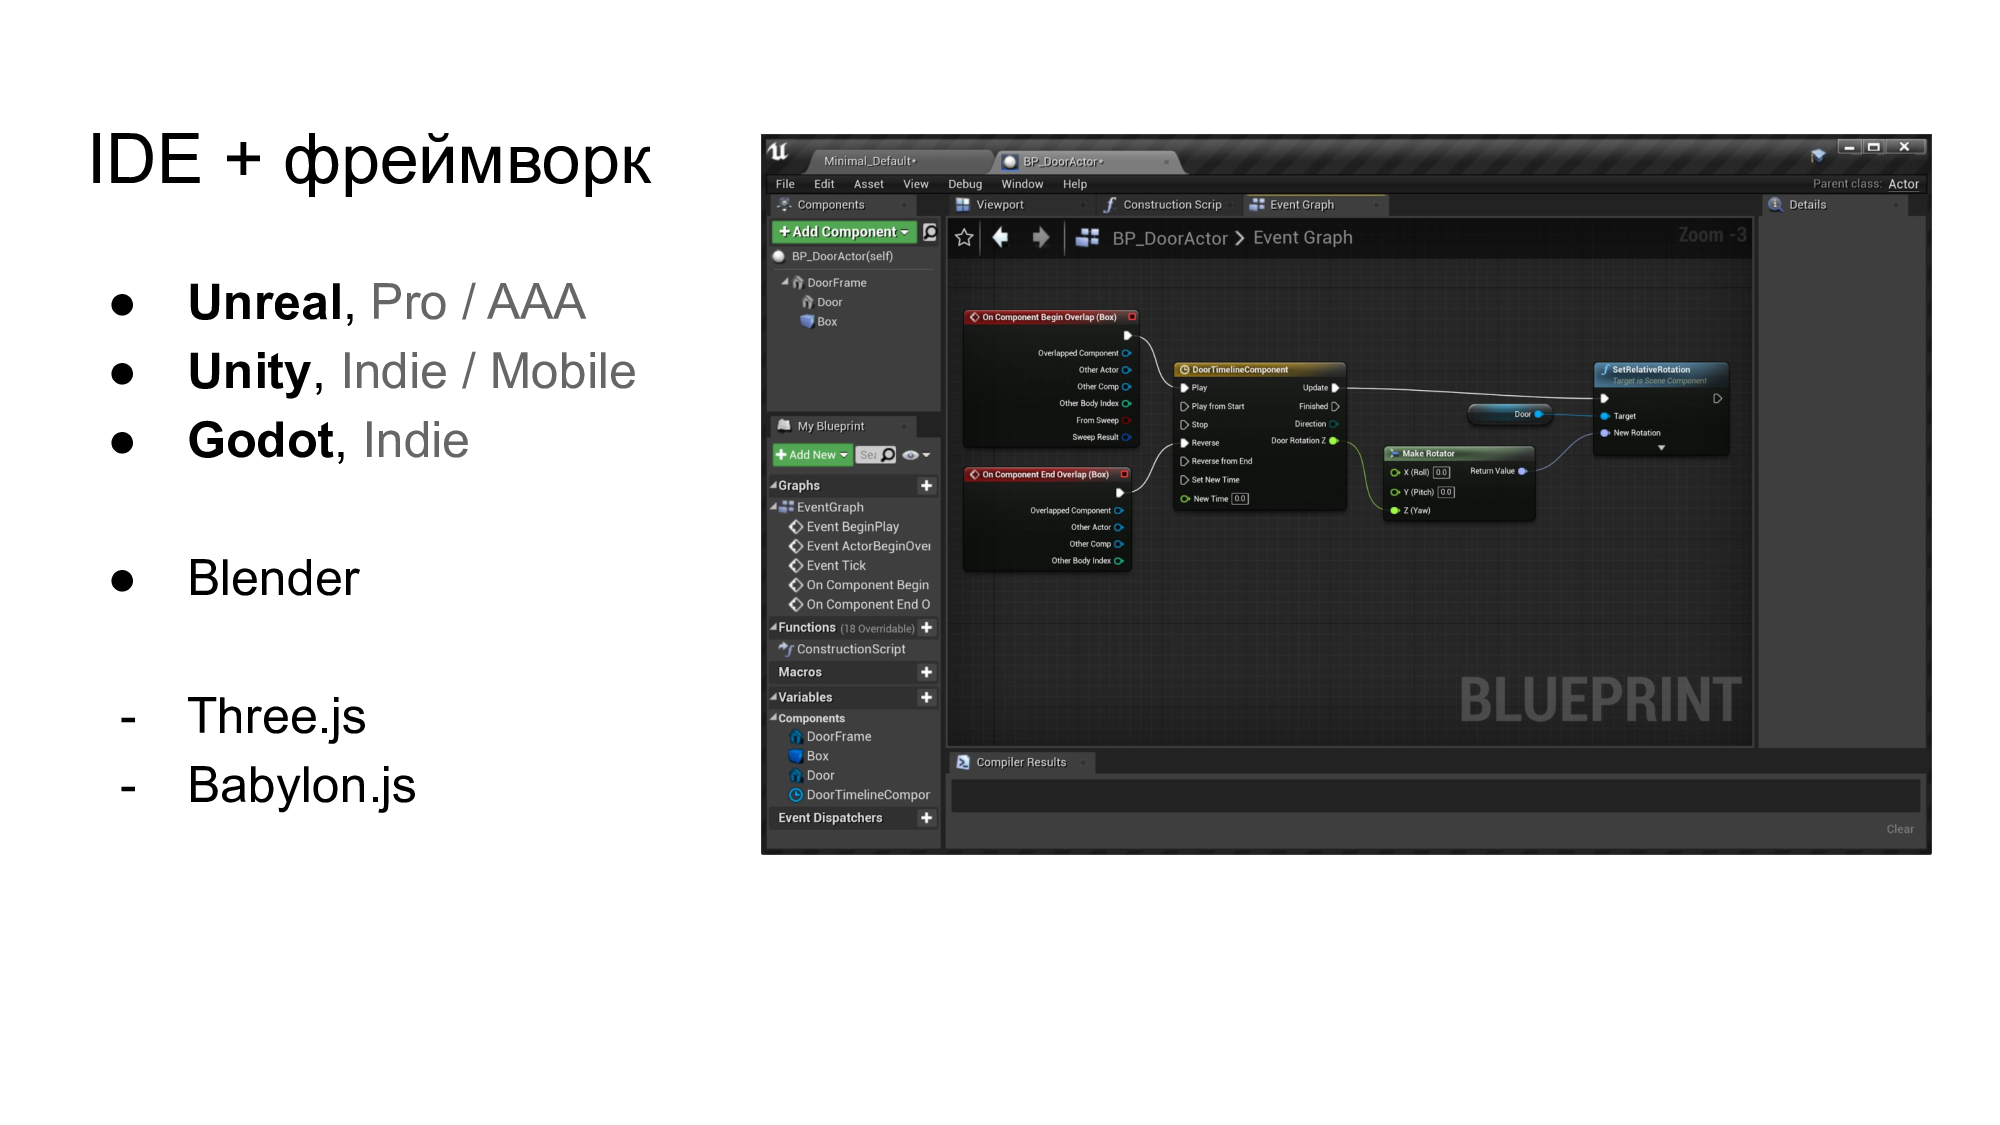 IDE + фреймворк
● Unreal, Pro / AAA
● Unity, Indie / Mobile
● Godot, Indie
● Blender
- Three.js
- Babylon.js
Minimal_Default*
BP_DoorActor*
File Edit Asset View Debug Window Help
Parent class: Actor
Components
Viewport
Construction Scrip
Event Graph
Details
+Add Component
BP_DoorActor(self)
DoorFrame
Door
Box
BP_DoorActor > Event Graph
Zoom -3
On Component Begin Overlap (Box)
Overlapped Component
Other Actor
Other Comp
Other Body Index
From Sweep
Sweep Result
On Component End Overlap (Box)
Overlapped Component
Other Actor
Other Comp
Other Body Index
DoorTimelineComponent
Play Update
Play from Start Finished
Stop Direction
Reverse Door Rotation Z
Reverse from End
Set New Time
New Time 0.0
Door
Make Rotator
X (Roll) 0.0 Return Value
Y (Pitch) 0.0
Z (Yaw)
SetRelativeRotation
Target is Scene Component
Target
New Rotation
BLUEPRINT
My Blueprint
+Add New
Sea
Graphs
EventGraph
Event BeginPlay
Event ActorBeginOver
Event Tick
On Component Begin
On Component End O
Functions (18 Overridable)
ConstructionScript
Macros
Variables
Components
DoorFrame
Box
Door
DoorTimelineCompor
Event Dispatchers
Compiler Results
Clear